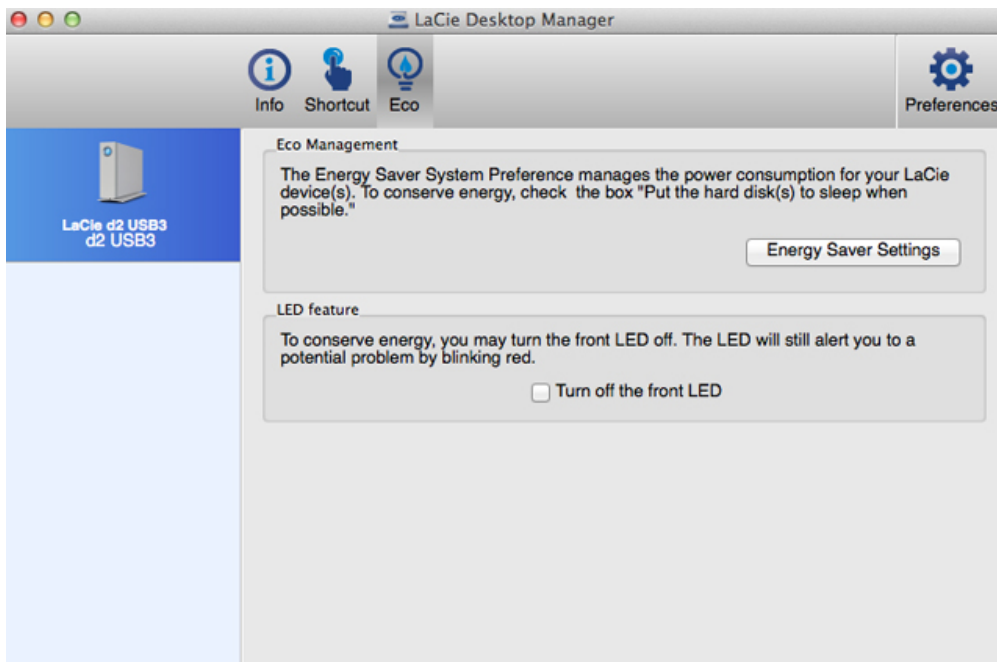 LaCie Desktop Manager
Info
Shortcut
Eco
Preferences
LaCie d2 USB3
d2 USB3
Eco Management
The Energy Saver System Preference manages the power consumption for your LaCie
device(s). To conserve energy, check  the box "Put the hard disk(s) to sleep when
possible."
Energy Saver Settings
LED feature
To conserve energy, you may turn the front LED off. The LED will still alert you to a
potential problem by blinking red.
Turn off the front LED